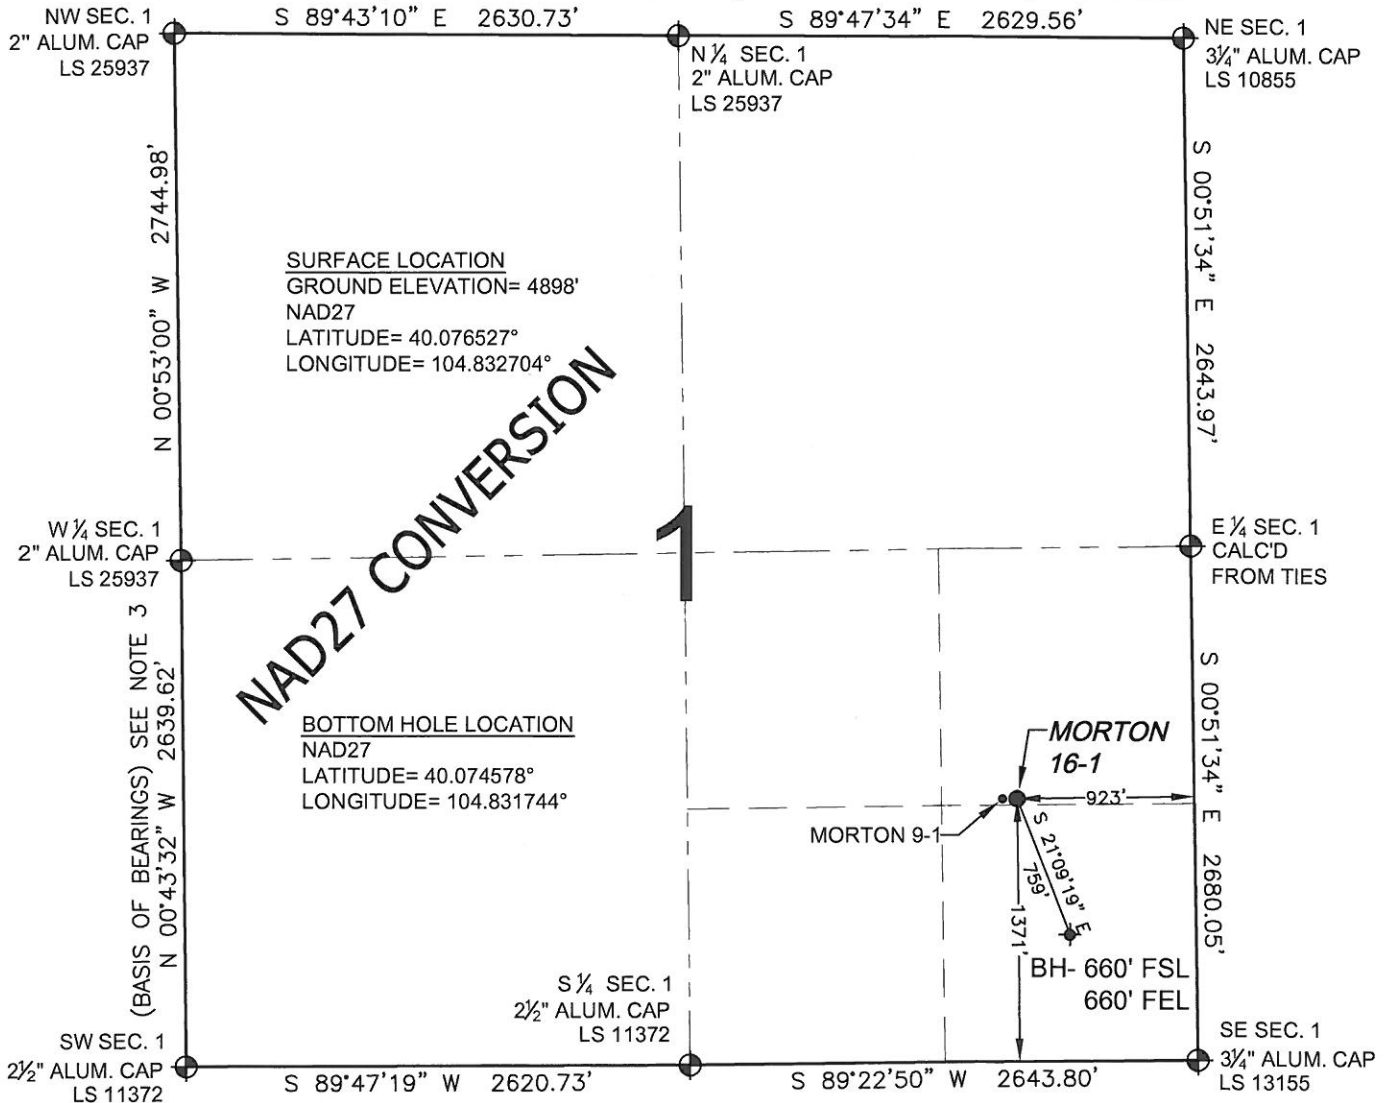 NW SEC. 1
2" ALUM. CAP
LS 25937
S 89°43'10" E 2630.73'
N ¼ SEC. 1
2" ALUM. CAP
LS 25937
S 89°47'34" E 2629.56'
NE SEC. 1
3¼" ALUM. CAP
LS 10855
N 00°53'00" W 2744.98'
S 00°51'34" E 2643.97'
SURFACE LOCATION
GROUND ELEVATION= 4898'
NAD27
LATITUDE= 40.076527°
LONGITUDE= 104.832704°
NAD27 CONVERSION
1
W ¼ SEC. 1
2" ALUM. CAP
LS 25937
E ¼ SEC. 1
CALC'D
FROM TIES
(BASIS OF BEARINGS) SEE NOTE 3
N 00°43'32" W 2639.62'
BOTTOM HOLE LOCATION
NAD27
LATITUDE= 40.074578°
LONGITUDE= 104.831744°
MORTON
16-1
923'
MORTON 9-1
S 21°09'19" E
759'
1371'
S 00°51'34" E 2680.05'
BH- 660' FSL
660' FEL
S ¼ SEC. 1
2½" ALUM. CAP
LS 11372
SW SEC. 1
2½" ALUM. CAP
LS 11372
S 89°47'19" W 2620.73'
S 89°22'50" W 2643.80'
SE SEC. 1
3¼" ALUM. CAP
LS 13155